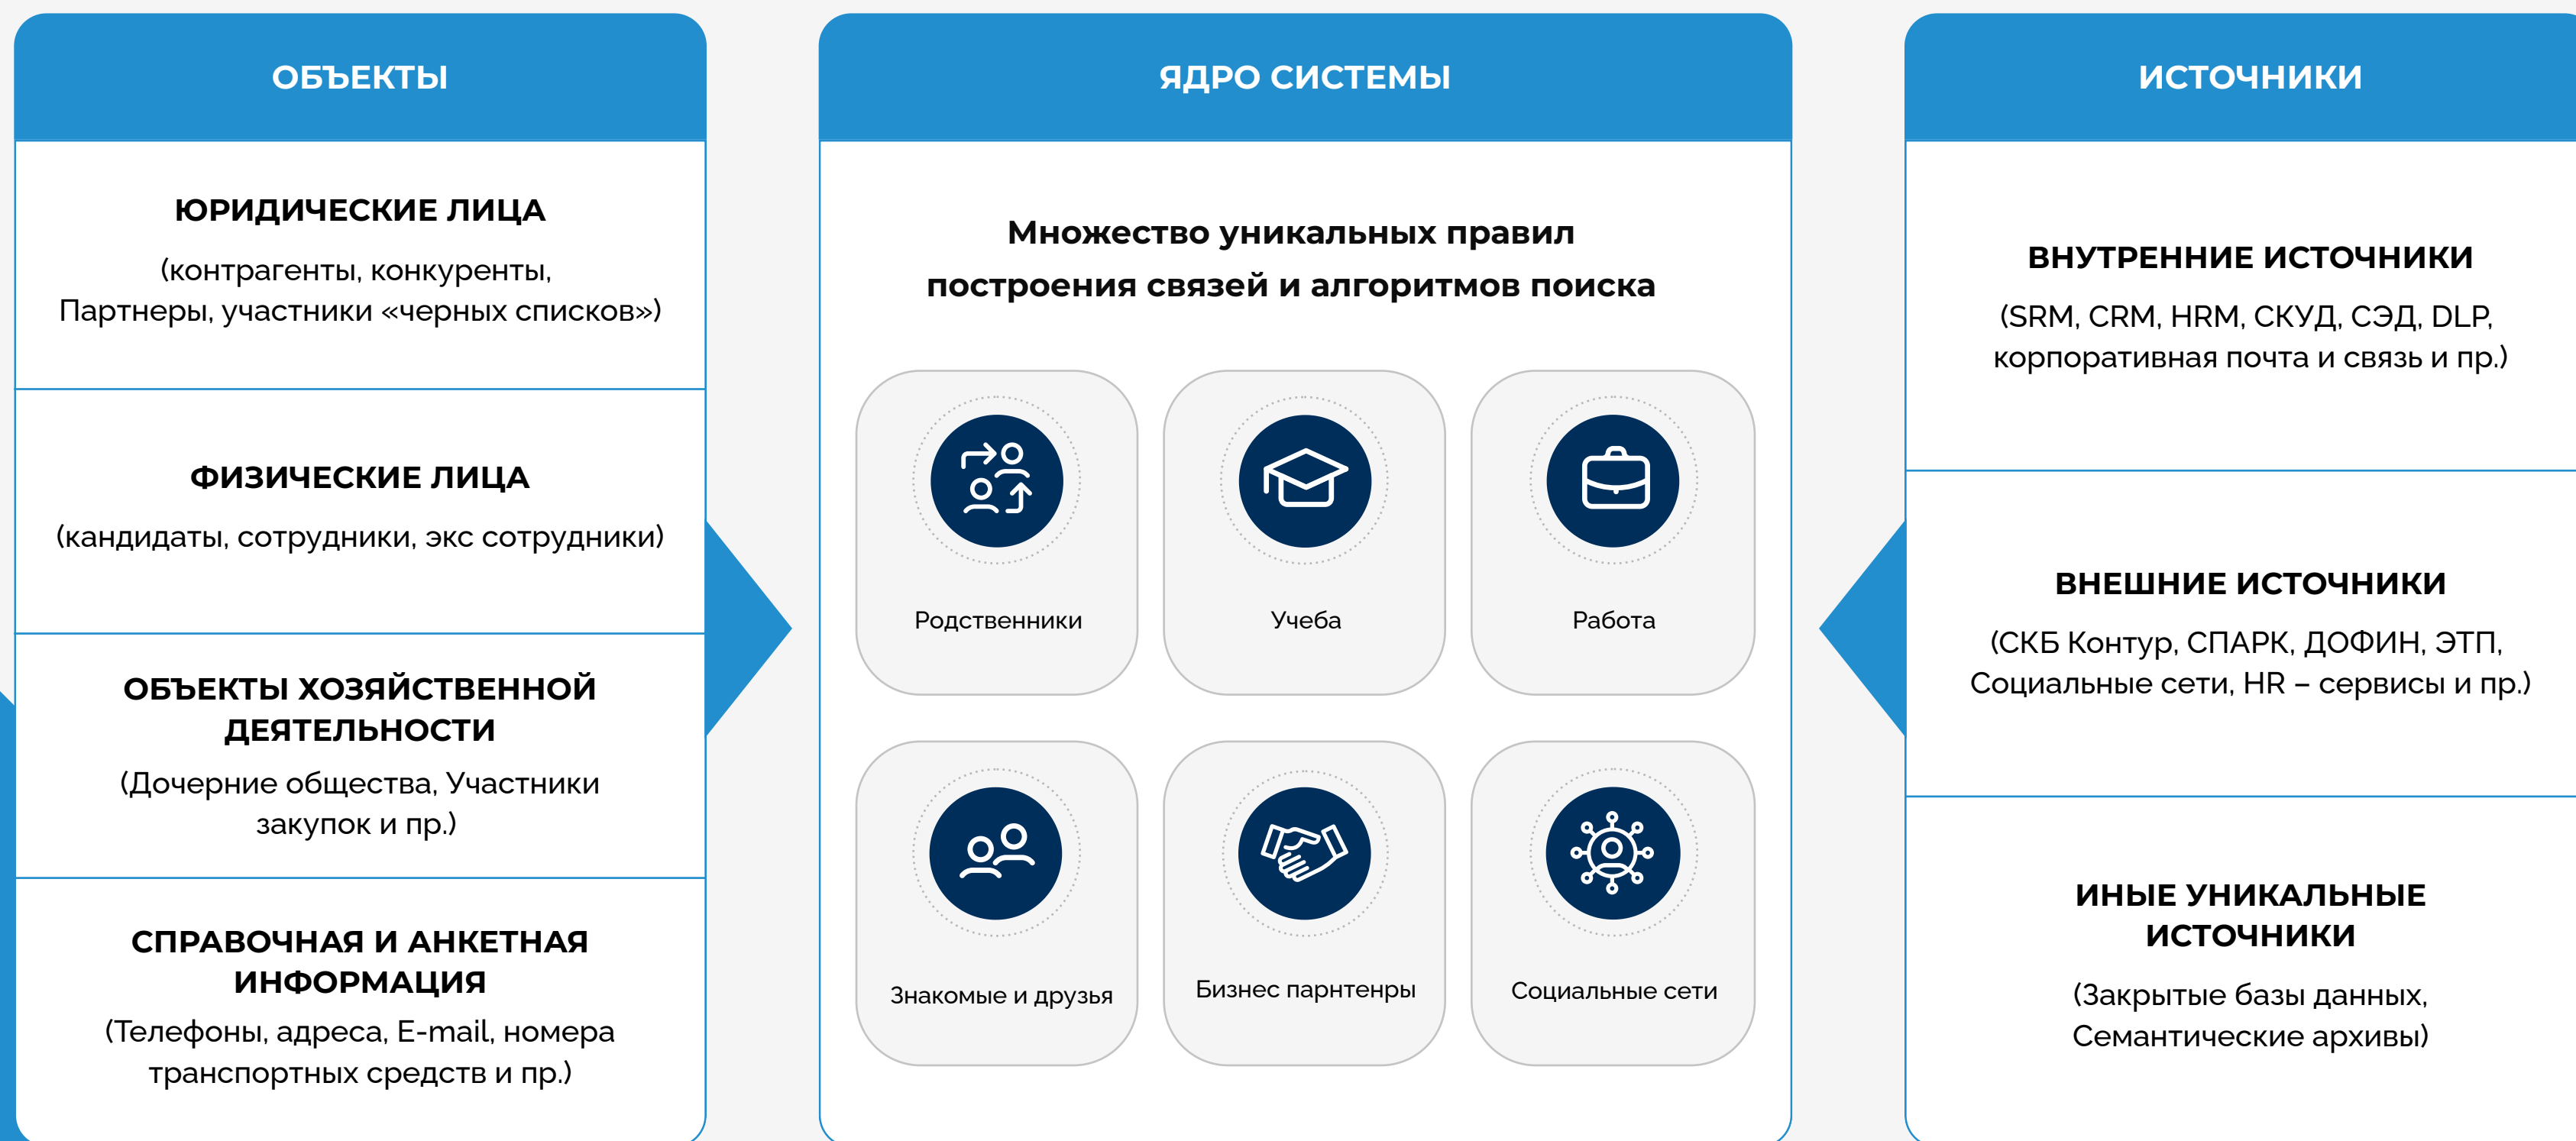 ОБЪЕКТЫ
ЮРИДИЧЕСКИЕ ЛИЦА
(контрагенты, конкуренты,
Партнеры, участники «черных списков»)
ФИЗИЧЕСКИЕ ЛИЦА
(кандидаты, сотрудники, экс сотрудники)
ОБЪЕКТЫ ХОЗЯЙСТВЕННОЙ
ДЕЯТЕЛЬНОСТИ
(Дочерние общества, Участники
закупок и пр.)
СПРАВОЧНАЯ И АНКЕТНАЯ
ИНФОРМАЦИЯ
(Телефоны, адреса, E-mail, номера
транспортных средств и пр.)
ЯДРО СИСТЕМЫ
Множество уникальных правил
построения связей и алгоритмов поиска
Родственники
Учеба
Работа
Знакомые и друзья
Бизнес парнтенры
Социальные сети
ИСТОЧНИКИ
ВНУТРЕННИЕ ИСТОЧНИКИ
(SRM, CRM, HRM, СКУД, СЭД, DLP,
корпоративная почта и связь и пр.)
ВНЕШНИЕ ИСТОЧНИКИ
(СКБ Контур, СПАРК, ДОФИН, ЭТП,
Социальные сети, HR – сервисы и пр.)
ИНЫЕ УНИКАЛЬНЫЕ
ИСТОЧНИКИ
(Закрытые базы данных,
Семантические архивы)